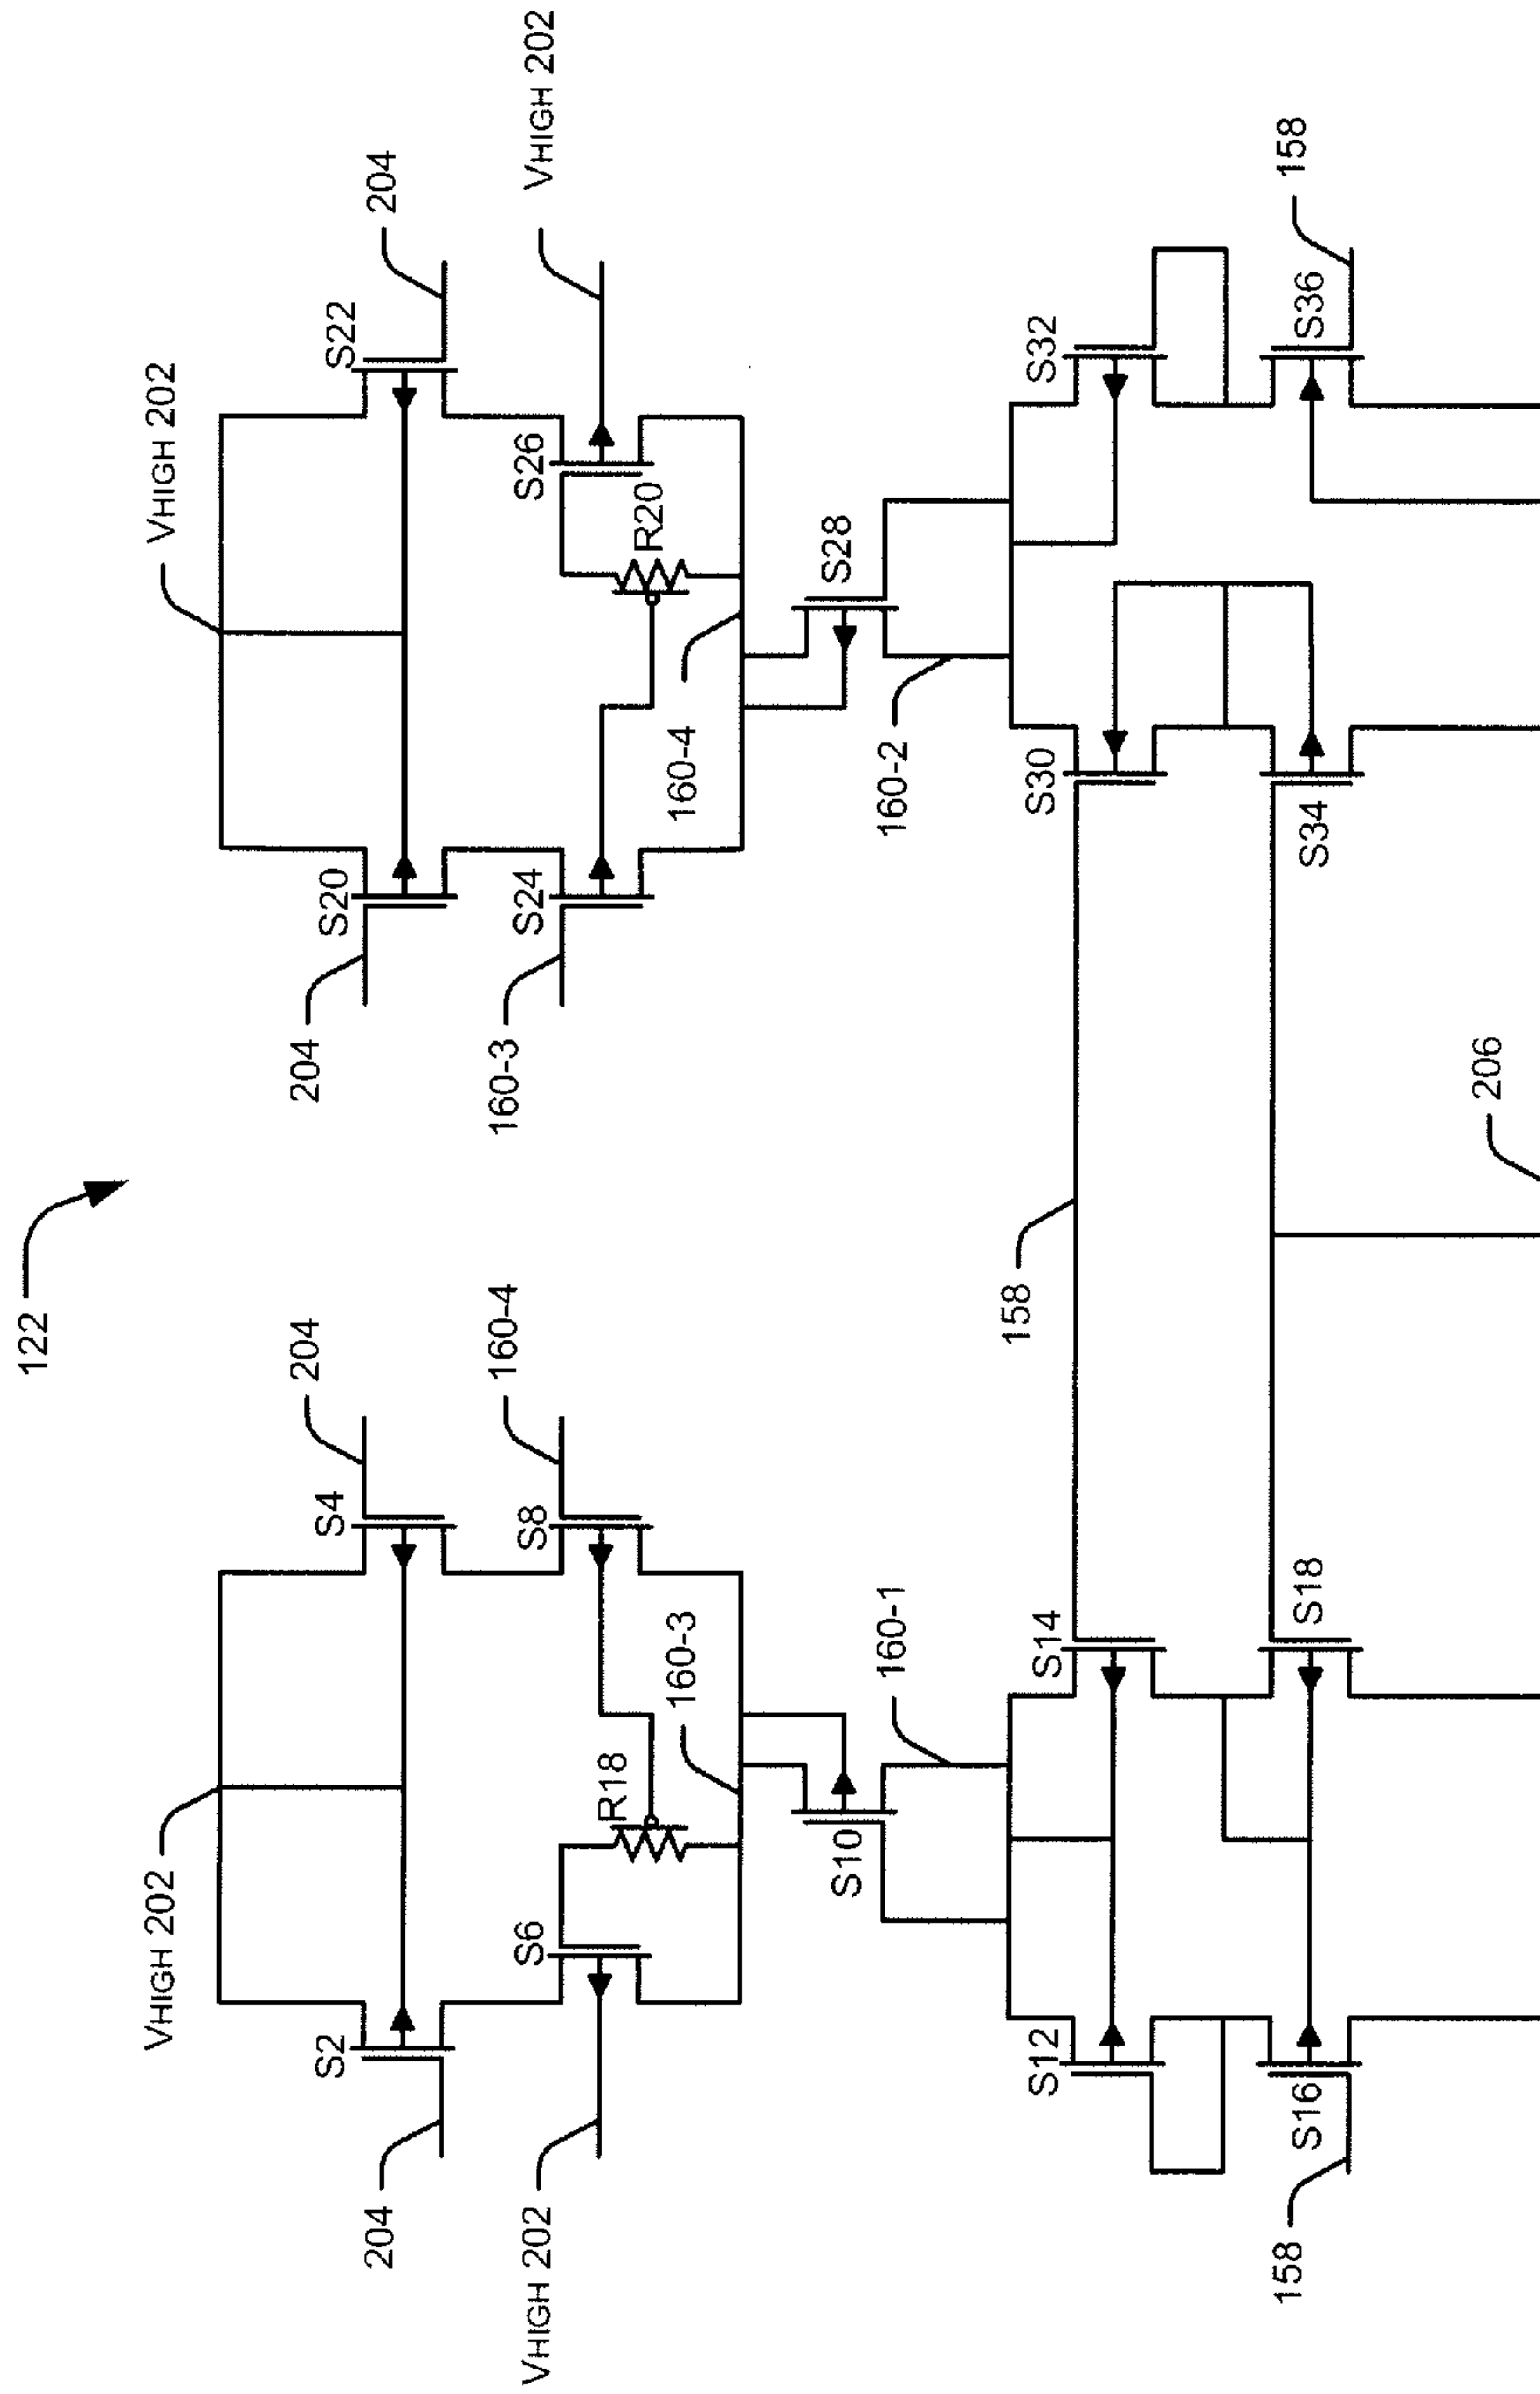 122
VHIGH 202
VHIGH 202
204
204
S2
S4
S20
S22
204
204
160-4
160-3
VHIGH 202
S6
S8
S24
S26
VHIGH 202
R18
R20
160-3
160-4
S10
S28
160-1
160-2
158
S12
S14
S30
S32
158
S16
S18
S34
S36
158
206